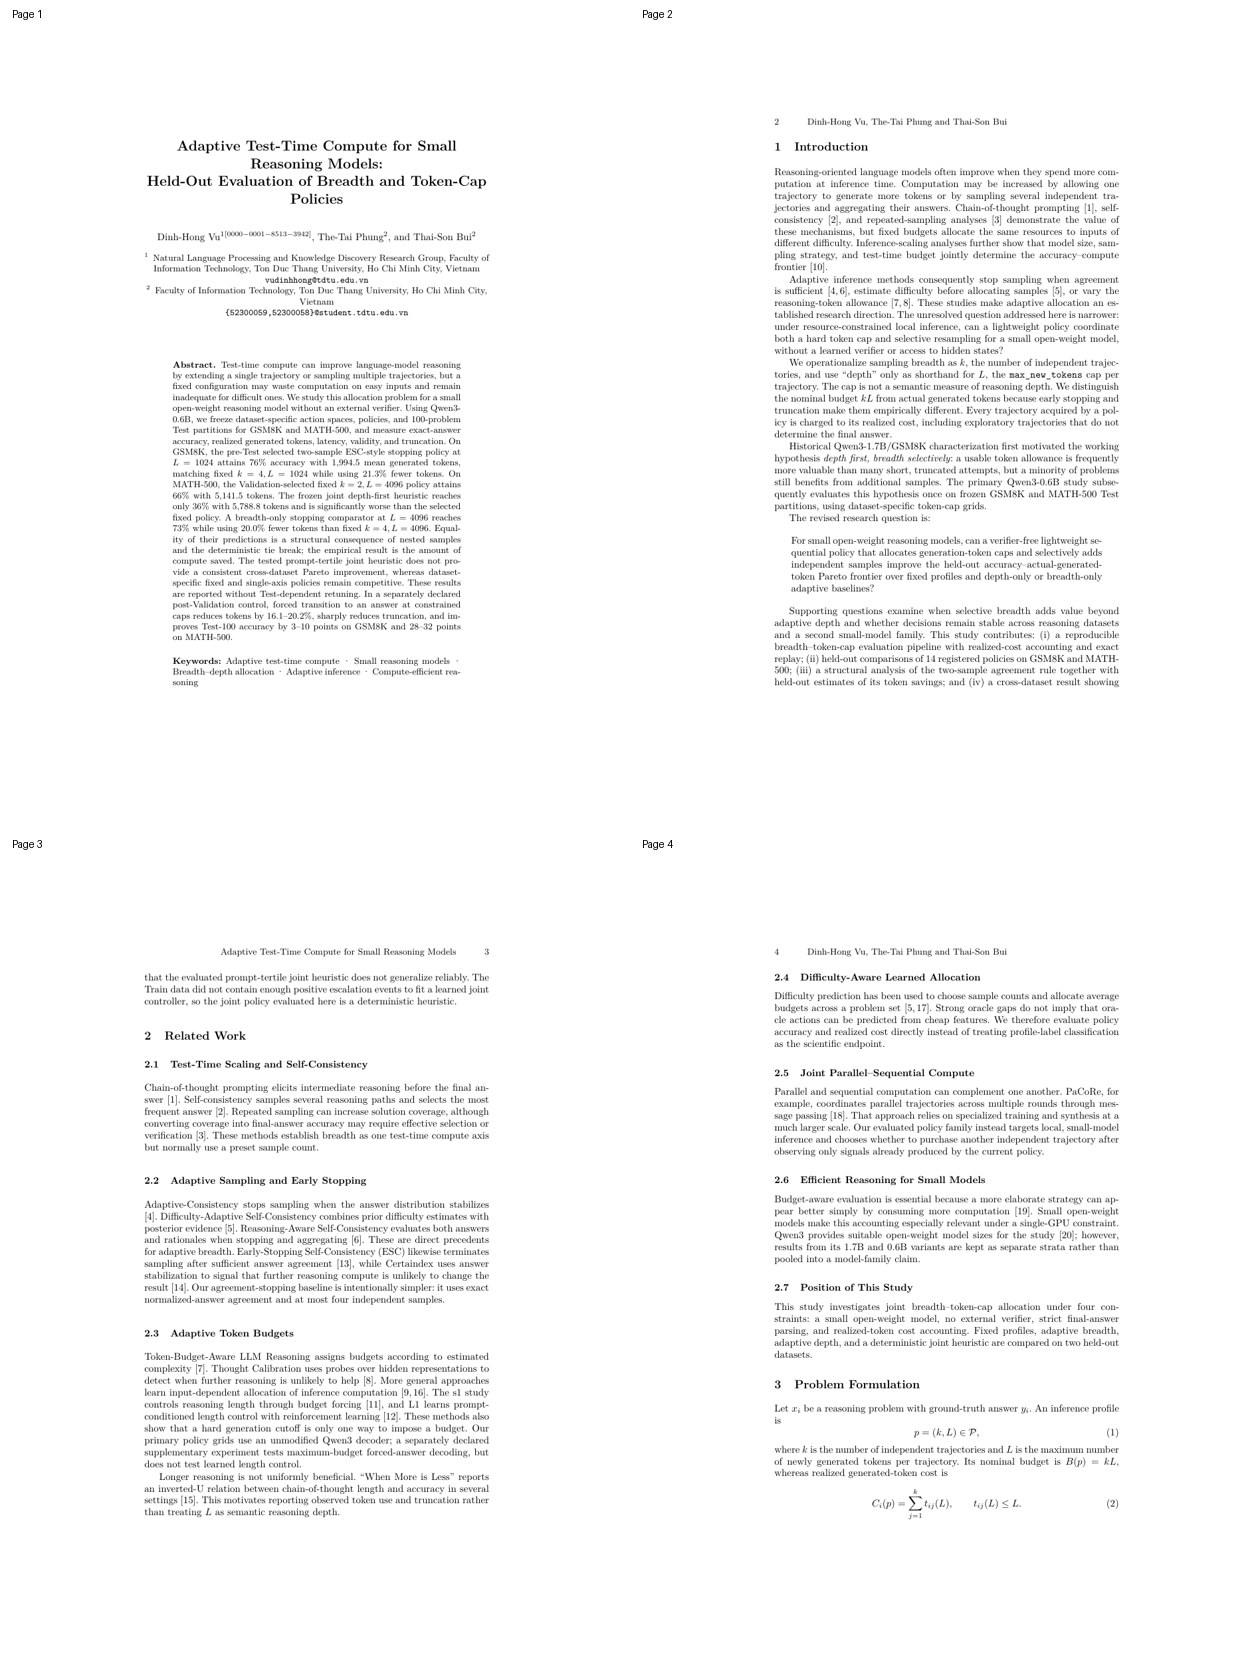 Page 1
Adaptive Test-Time Compute for Small
Reasoning Models:
Held-Out Evaluation of Breadth and Token-Cap
Policies
Dinh-Hong Vu1[0000−0001−8513−3942], The-Tai Phung2, and Thai-Son Bui2
1 Natural Language Processing and Knowledge Discovery Research Group, Faculty of
Information Technology, Ton Duc Thang University, Ho Chi Minh City, Vietnam
vudinhhong@tdtu.edu.vn
2 Faculty of Information Technology, Ton Duc Thang University, Ho Chi Minh City,
Vietnam
{52300059,52300058}@student.tdtu.edu.vn
Abstract. Test-time compute can improve language-model reasoning
by extending a single trajectory or sampling multiple trajectories, but a
fixed configuration may waste computation on easy inputs and remain
inadequate for difficult ones. We study this allocation problem for a small
open-weight reasoning model without an external verifier. Using Qwen3-
0.6B, we freeze dataset-specific action spaces, policies, and 100-problem
Test partitions for GSM8K and MATH-500, and measure exact-answer
accuracy, realized generated tokens, latency, validity, and truncation. On
GSM8K, the pre-Test selected two-sample ESC-style stopping policy at
L = 1024 attains 76% accuracy with 1,994.5 mean generated tokens,
matching fixed k = 4, L = 1024 while using 21.3% fewer tokens. On
MATH-500, the Validation-selected fixed k = 2, L = 4096 policy attains
66% with 5,141.5 tokens. The frozen joint depth-first heuristic reaches
only 36% with 5,788.8 tokens and is significantly worse than the selected
fixed policy. A breadth-only stopping comparator at L = 4096 reaches
73% while using 20.0% fewer tokens than fixed k = 4, L = 4096. Equal-
ity of their predictions is a structural consequence of nested samples
and the deterministic tie break; the empirical result is the amount of
compute saved. The tested prompt-tertile joint heuristic does not pro-
vide a consistent cross-dataset Pareto improvement, whereas dataset-
specific fixed and single-axis policies remain competitive. These results
are reported without Test-dependent retuning. In a separately declared
post-Validation control, forced transition to an answer at constrained
caps reduces tokens by 16.1–20.2%, sharply reduces truncation, and im-
proves Test-100 accuracy by 3–10 points on GSM8K and 28–32 points
on MATH-500.
Keywords: Adaptive test-time compute · Small reasoning models ·
Breadth–depth allocation · Adaptive inference · Compute-efficient rea-
soning
Page 2
2 Dinh-Hong Vu, The-Tai Phung and Thai-Son Bui
1 Introduction
Reasoning-oriented language models often improve when they spend more com-
putation at inference time. Computation may be increased by allowing one
trajectory to generate more tokens or by sampling several independent tra-
jectories and aggregating their answers. Chain-of-thought prompting [1], self-
consistency [2], and repeated-sampling analyses [3] demonstrate the value of
these mechanisms, but fixed budgets allocate the same resources to inputs of
different difficulty. Inference-scaling analyses further show that model size, sam-
pling strategy, and test-time budget jointly determine the accuracy–compute
frontier [10].
Adaptive inference methods consequently stop sampling when agreement
is sufficient [4, 6], estimate difficulty before allocating samples [5], or vary the
reasoning-token allowance [7, 8]. These studies make adaptive allocation an es-
tablished research direction. The unresolved question addressed here is narrower:
under resource-constrained local inference, can a lightweight policy coordinate
both a hard token cap and selective resampling for a small open-weight model,
without a learned verifier or access to hidden states?
We operationalize sampling breadth as k, the number of independent trajec-
tories, and use “depth” only as shorthand for L, the max_new_tokens cap per
trajectory. The cap is not a semantic measure of reasoning depth. We distinguish
the nominal budget kL from actual generated tokens because early stopping and
truncation make them empirically different. Every trajectory acquired by a pol-
icy is charged to its realized cost, including exploratory trajectories that do not
determine the final answer.
Historical Qwen3-1.7B/GSM8K characterization first motivated the working
hypothesis depth first, breadth selectively: a usable token allowance is frequently
more valuable than many short, truncated attempts, but a minority of problems
still benefits from additional samples. The primary Qwen3-0.6B study subse-
quently evaluates this hypothesis once on frozen GSM8K and MATH-500 Test
partitions, using dataset-specific token-cap grids.
The revised research question is:
For small open-weight reasoning models, can a verifier-free lightweight se-
quential policy that allocates generation-token caps and selectively adds
independent samples improve the held-out accuracy–actual-generated-
token Pareto frontier over fixed profiles and depth-only or breadth-only
adaptive baselines?
Supporting questions examine when selective breadth adds value beyond
adaptive depth and whether decisions remain stable across reasoning datasets
and a second small-model family. This study contributes: (i) a reproducible
breadth–token-cap evaluation pipeline with realized-cost accounting and exact
replay; (ii) held-out comparisons of 14 registered policies on GSM8K and MATH-
500; (iii) a structural analysis of the two-sample agreement rule together with
held-out estimates of its token savings; and (iv) a cross-dataset result showing
Page 3
Adaptive Test-Time Compute for Small Reasoning Models 3
that the evaluated prompt-tertile joint heuristic does not generalize reliably. The
Train data did not contain enough positive escalation events to fit a learned joint
controller, so the joint policy evaluated here is a deterministic heuristic.
2 Related Work
2.1 Test-Time Scaling and Self-Consistency
Chain-of-thought prompting elicits intermediate reasoning before the final an-
swer [1]. Self-consistency samples several reasoning paths and selects the most
frequent answer [2]. Repeated sampling can increase solution coverage, although
converting coverage into final-answer accuracy may require effective selection or
verification [3]. These methods establish breadth as one test-time compute axis
but normally use a preset sample count.
2.2 Adaptive Sampling and Early Stopping
Adaptive-Consistency stops sampling when the answer distribution stabilizes
[4]. Difficulty-Adaptive Self-Consistency combines prior difficulty estimates with
posterior evidence [5]. Reasoning-Aware Self-Consistency evaluates both answers
and rationales when stopping and aggregating [6]. These are direct precedents
for adaptive breadth. Early-Stopping Self-Consistency (ESC) likewise terminates
sampling after sufficient answer agreement [13], while Certaindex uses answer
stabilization to signal that further reasoning compute is unlikely to change the
result [14]. Our agreement-stopping baseline is intentionally simpler: it uses exact
normalized-answer agreement and at most four independent samples.
2.3 Adaptive Token Budgets
Token-Budget-Aware LLM Reasoning assigns budgets according to estimated
complexity [7]. Thought Calibration uses probes over hidden representations to
detect when further reasoning is unlikely to help [8]. More general approaches
learn input-dependent allocation of inference computation [9, 16]. The s1 study
controls reasoning length through budget forcing [11], and L1 learns prompt-
conditioned length control with reinforcement learning [12]. These methods also
show that a hard generation cutoff is only one way to impose a budget. Our
primary policy grids use an unmodified Qwen3 decoder; a separately declared
supplementary experiment tests maximum-budget forced-answer decoding, but
does not test learned length control.
Longer reasoning is not uniformly beneficial. “When More is Less” reports
an inverted-U relation between chain-of-thought length and accuracy in several
settings [15]. This motivates reporting observed token use and truncation rather
than treating L as semantic reasoning depth.
Page 4
4 Dinh-Hong Vu, The-Tai Phung and Thai-Son Bui
2.4 Difficulty-Aware Learned Allocation
Difficulty prediction has been used to choose sample counts and allocate average
budgets across a problem set [5, 17]. Strong oracle gaps do not imply that ora-
cle actions can be predicted from cheap features. We therefore evaluate policy
accuracy and realized cost directly instead of treating profile-label classification
as the scientific endpoint.
2.5 Joint Parallel–Sequential Compute
Parallel and sequential computation can complement one another. PaCoRe, for
example, coordinates parallel trajectories across multiple rounds through mes-
sage passing [18]. That approach relies on specialized training and synthesis at a
much larger scale. Our evaluated policy family instead targets local, small-model
inference and chooses whether to purchase another independent trajectory after
observing only signals already produced by the current policy.
2.6 Efficient Reasoning for Small Models
Budget-aware evaluation is essential because a more elaborate strategy can ap-
pear better simply by consuming more computation [19]. Small open-weight
models make this accounting especially relevant under a single-GPU constraint.
Qwen3 provides suitable open-weight model sizes for the study [20]; however,
results from its 1.7B and 0.6B variants are kept as separate strata rather than
pooled into a model-family claim.
2.7 Position of This Study
This study investigates joint breadth–token-cap allocation under four con-
straints: a small open-weight model, no external verifier, strict final-answer
parsing, and realized-token cost accounting. Fixed profiles, adaptive breadth,
adaptive depth, and a deterministic joint heuristic are compared on two held-out
datasets.
3 Problem Formulation
Let xi be a reasoning problem with ground-truth answer yi. An inference profile
is
p = (k, L) ∈ P, (1)
where k is the number of independent trajectories and L is the maximum number
of newly generated tokens per trajectory. Its nominal budget is B(p) = kL,
whereas realized generated-token cost is
Ci(p) = ∑kj=1 tij(L), tij(L) ≤ L. (2)